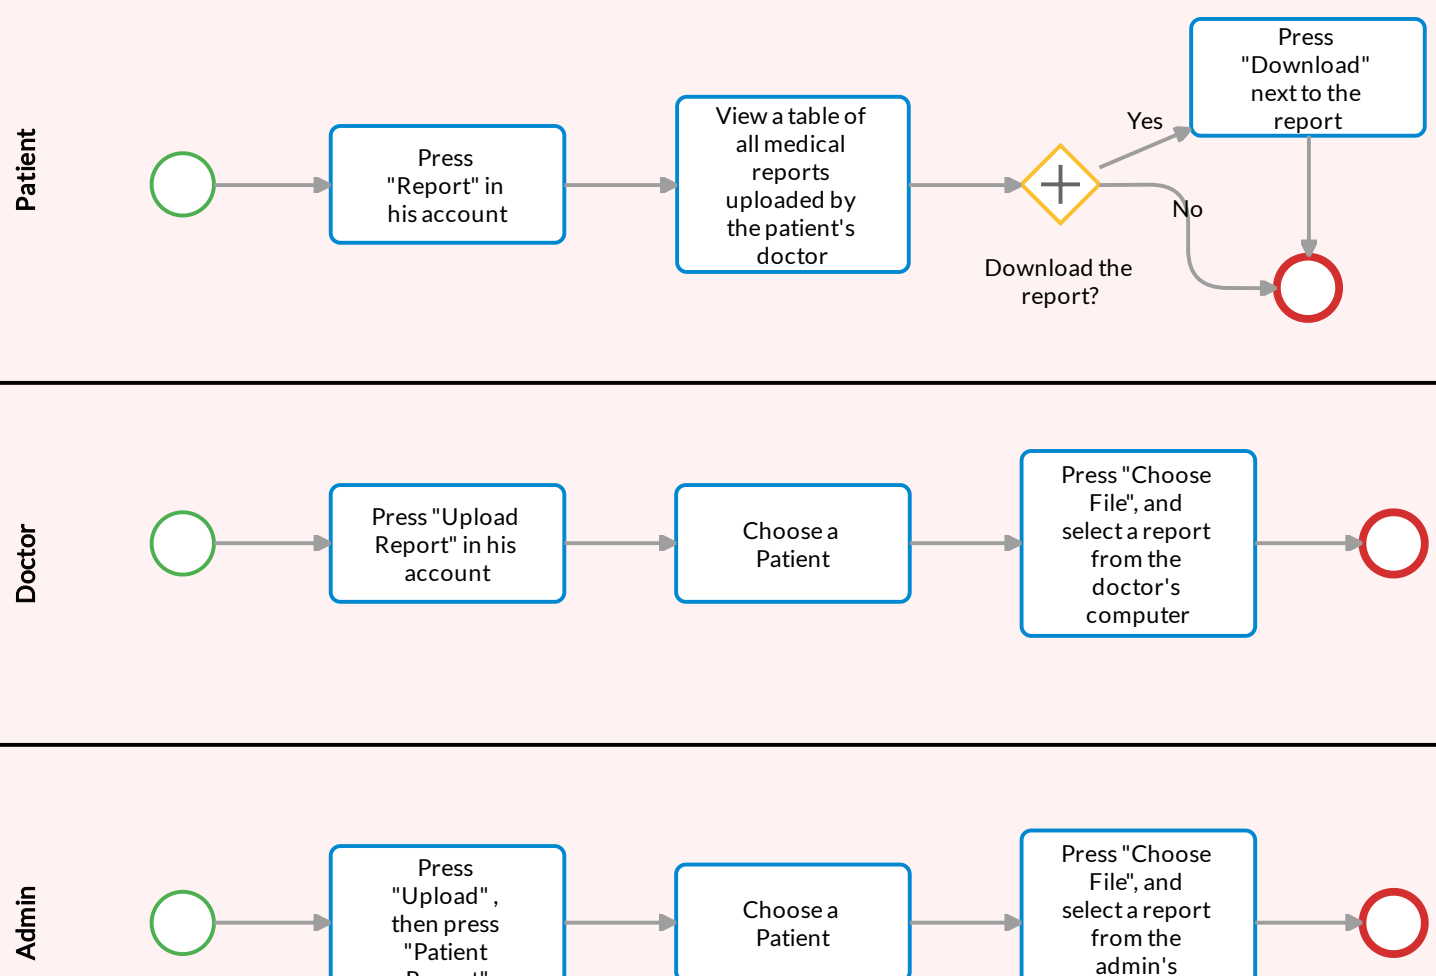 Patient
Press
"Report" in
his account
View a table of
all medical
reports
uploaded by
the patient's
doctor
Download the
report?
Yes
No
Press
"Download"
next to the
report
Doctor
Press "Upload
Report" in his
account
Choose a
Patient
Press "Choose
File", and
select a report
from the
doctor's
computer
Admin
Press
"Upload" ,
then press
"Patient
Choose a
Patient
Press "Choose
File", and
select a report
from the
admin's